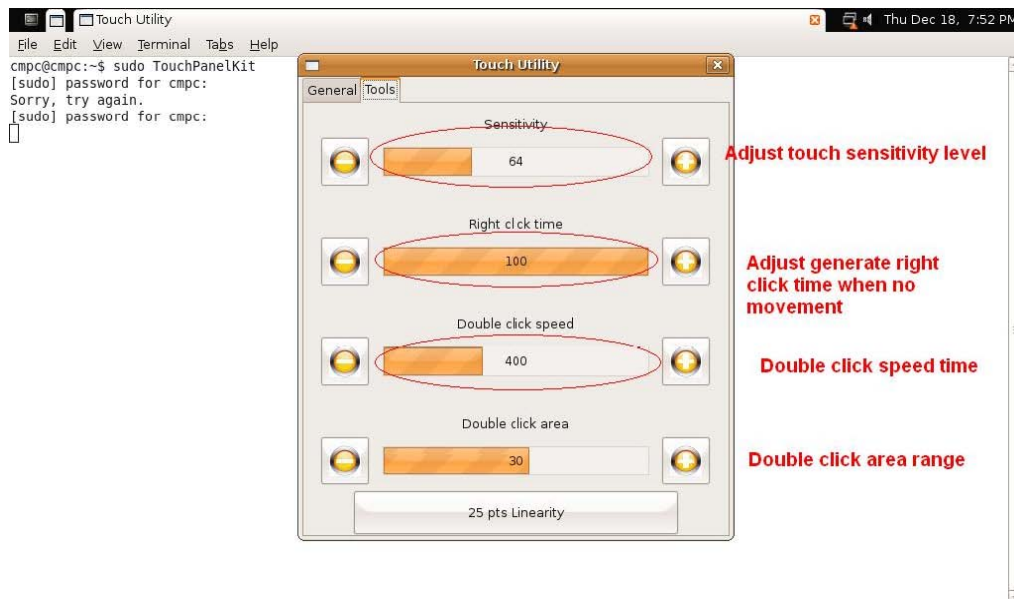 Touch Utility
Thu Dec 18, 7:52 PM
File Edit View Terminal Tabs Help
cmpc@cmpc:~$ sudo TouchPanelKit
[sudo] password for cmpc:
Sorry, try again.
[sudo] password for cmpc:
Touch Utility
General Tools
Sensitivity
64
Adjust touch sensitivity level
Right clck time
100
Adjust generate right
click time when no
movement
Double click speed
400
Double click speed time
Double click area
30
Double click area range
25 pts Linearity